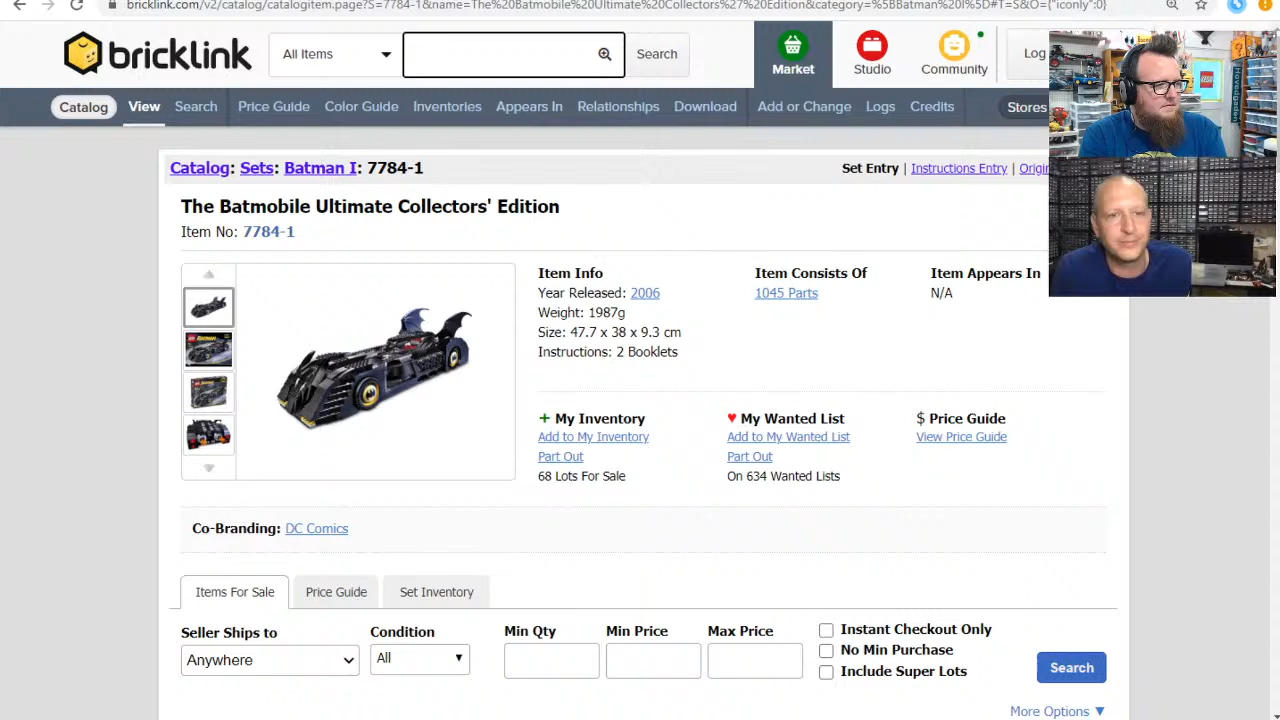 bricklink.com/v2/catalog/catalogitem.page?S=7784-1&name=The%20Batmobile%20Ultimate%20Collectors%27%20Edition&category=%5BBatman%20I%5D#T=S&O={"iconly":0}
bricklink
All Items
Search
Market
Studio
Community
Log
Catalog
View
Search
Price Guide
Color Guide
Inventories
Appears In
Relationships
Download
Add or Change
Logs
Credits
Stores
Catalog: Sets: Batman I: 7784-1
Set Entry | Instructions Entry | Origin
The Batmobile Ultimate Collectors' Edition
Item No: 7784-1
Item Info
Year Released: 2006
Weight: 1987g
Size: 47.7 x 38 x 9.3 cm
Instructions: 2 Booklets
Item Consists Of
1045 Parts
Item Appears In
N/A
+ My Inventory
Add to My Inventory
Part Out
68 Lots For Sale
♥ My Wanted List
Add to My Wanted List
Part Out
On 634 Wanted Lists
$ Price Guide
View Price Guide
Co-Branding: DC Comics
Items For Sale
Price Guide
Set Inventory
Seller Ships to
Anywhere
Condition
All
Min Qty
Min Price
Max Price
Instant Checkout Only
No Min Purchase
Include Super Lots
Search
More Options ▼
LEGO
Hovedgaden